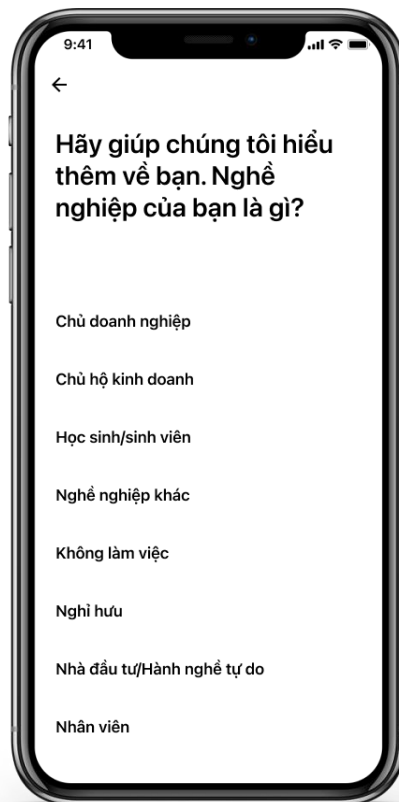 9:41
Hãy giúp chúng tôi hiểu
thêm về bạn. Nghề
nghiệp của bạn là gì?
Chủ doanh nghiệp
Chủ hộ kinh doanh
Học sinh/sinh viên
Nghề nghiệp khác
Không làm việc
Nghỉ hưu
Nhà đầu tư/Hành nghề tự do
Nhân viên